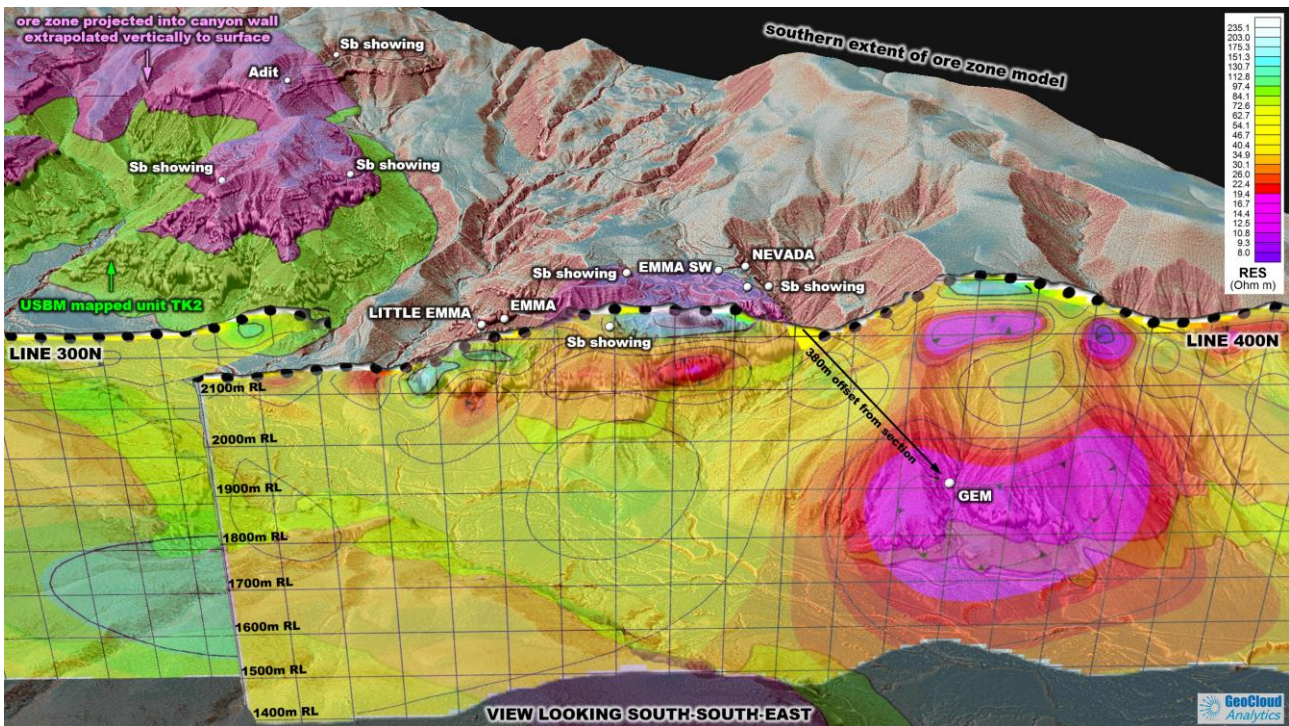 ore zone projected into canyon wall
extrapolated vertically to surface
Sb showing
Adit
southern extent of ore zone model
Sb showing
Sb showing
USBM mapped unit TK2
NEVADA
Sb showing
EMMA SW
Sb showing
LITTLE EMMA
EMMA
Sb showing
LINE 300N
LINE 400N
380m offset from section
GEM
2100m RL
2000m RL
1900m RL
1800m RL
1700m RL
1600m RL
1500m RL
1400m RL
VIEW LOOKING SOUTH-SOUTH-EAST
235.1
203.0
175.3
151.3
130.7
112.8
97.4
84.1
72.6
62.7
54.1
46.7
40.4
34.9
30.1
26.0
22.4
19.4
16.7
14.4
12.5
10.8
9.3
8.0
RES
(Ohm m)
GeoCloud
Analytics